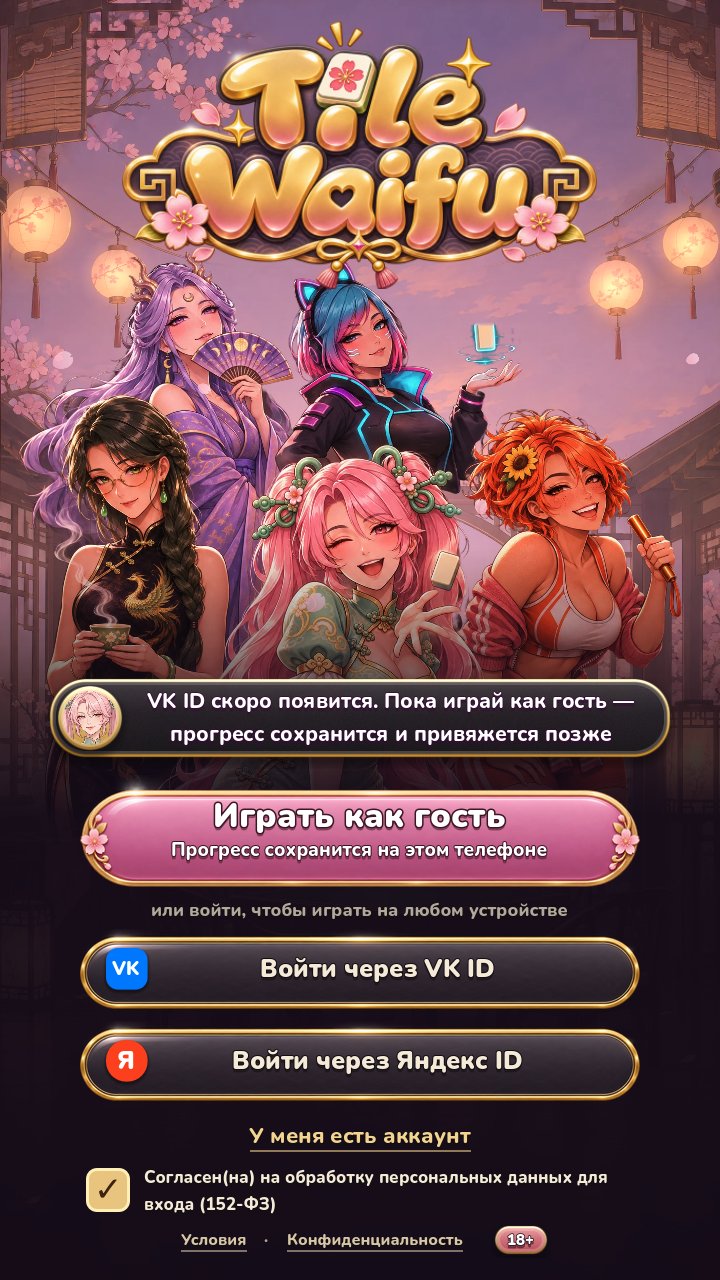 Tile
Waifu
VK ID скоро появится. Пока играй как гость —
прогресс сохранится и привяжется позже
Играть как гость
Прогресс сохранится на этом телефоне
или войти, чтобы играть на любом устройстве
VK Войти через VK ID
Я Войти через Яндекс ID
У меня есть аккаунт
✓ Согласен(на) на обработку персональных данных для
входа (152-ФЗ)
Условия · Конфиденциальность 18+